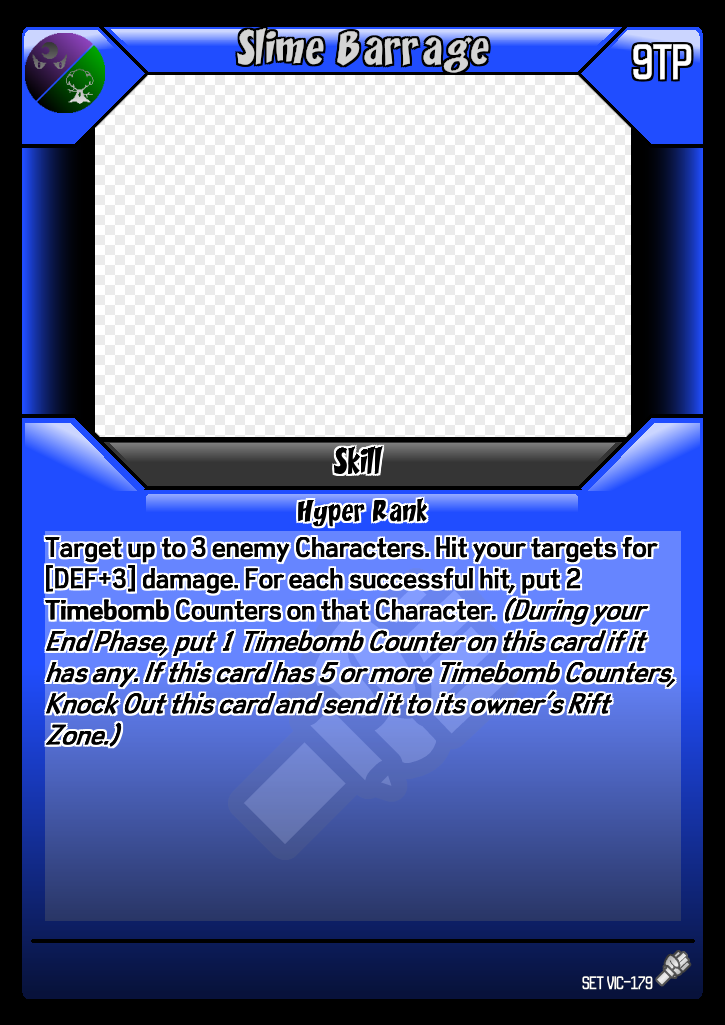 Slime Barrage
9TP
Skill
Hyper Rank
Target up to 3 enemy Characters. Hit your targets for
[DEF+3] damage. For each successful hit, put 2
Timebomb Counters on that Character. (During your
End Phase, put 1 Timebomb Counter on this card if it
has any. If this card has 5 or more Timebomb Counters,
Knock Out this card and send it to its owner's Rift
Zone.)
SET VIC-179